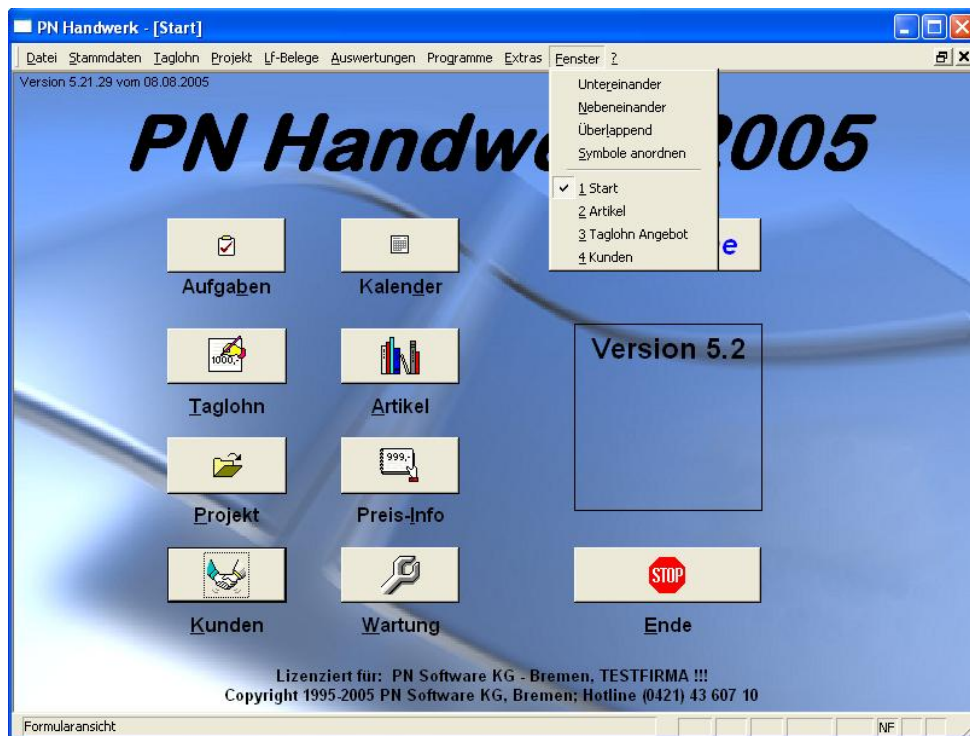 PN Handwerk - [Start]
Datei Stammdaten Taglohn Projekt Lf-Belege Auswertungen Programme Extras Fenster ?
Version 5.21.29 vom 08.08.2005
Untereinander
Nebeneinander
Überlappend
Symbole anordnen
1 Start
2 Artikel
3 Taglohn Angebot
4 Kunden
PN Handwe 2005
e
Aufgaben Kalender
1000,-
Version 5.2
Taglohn Artikel
999,-
Projekt Preis-Info
STOP
Kunden Wartung Ende
Lizenziert für: PN Software KG - Bremen, TESTFIRMA !!!
Copyright 1995-2005 PN Software KG, Bremen; Hotline (0421) 43 607 10
Formularansicht NF